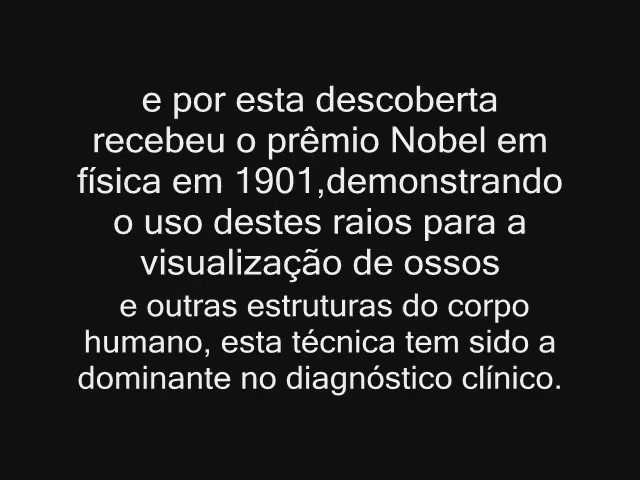 e por esta descoberta
recebeu o prêmio Nobel em
física em 1901,demonstrando
o uso destes raios para a
visualização de ossos
e outras estruturas do corpo
humano, esta técnica tem sido a
dominante no diagnóstico clínico.